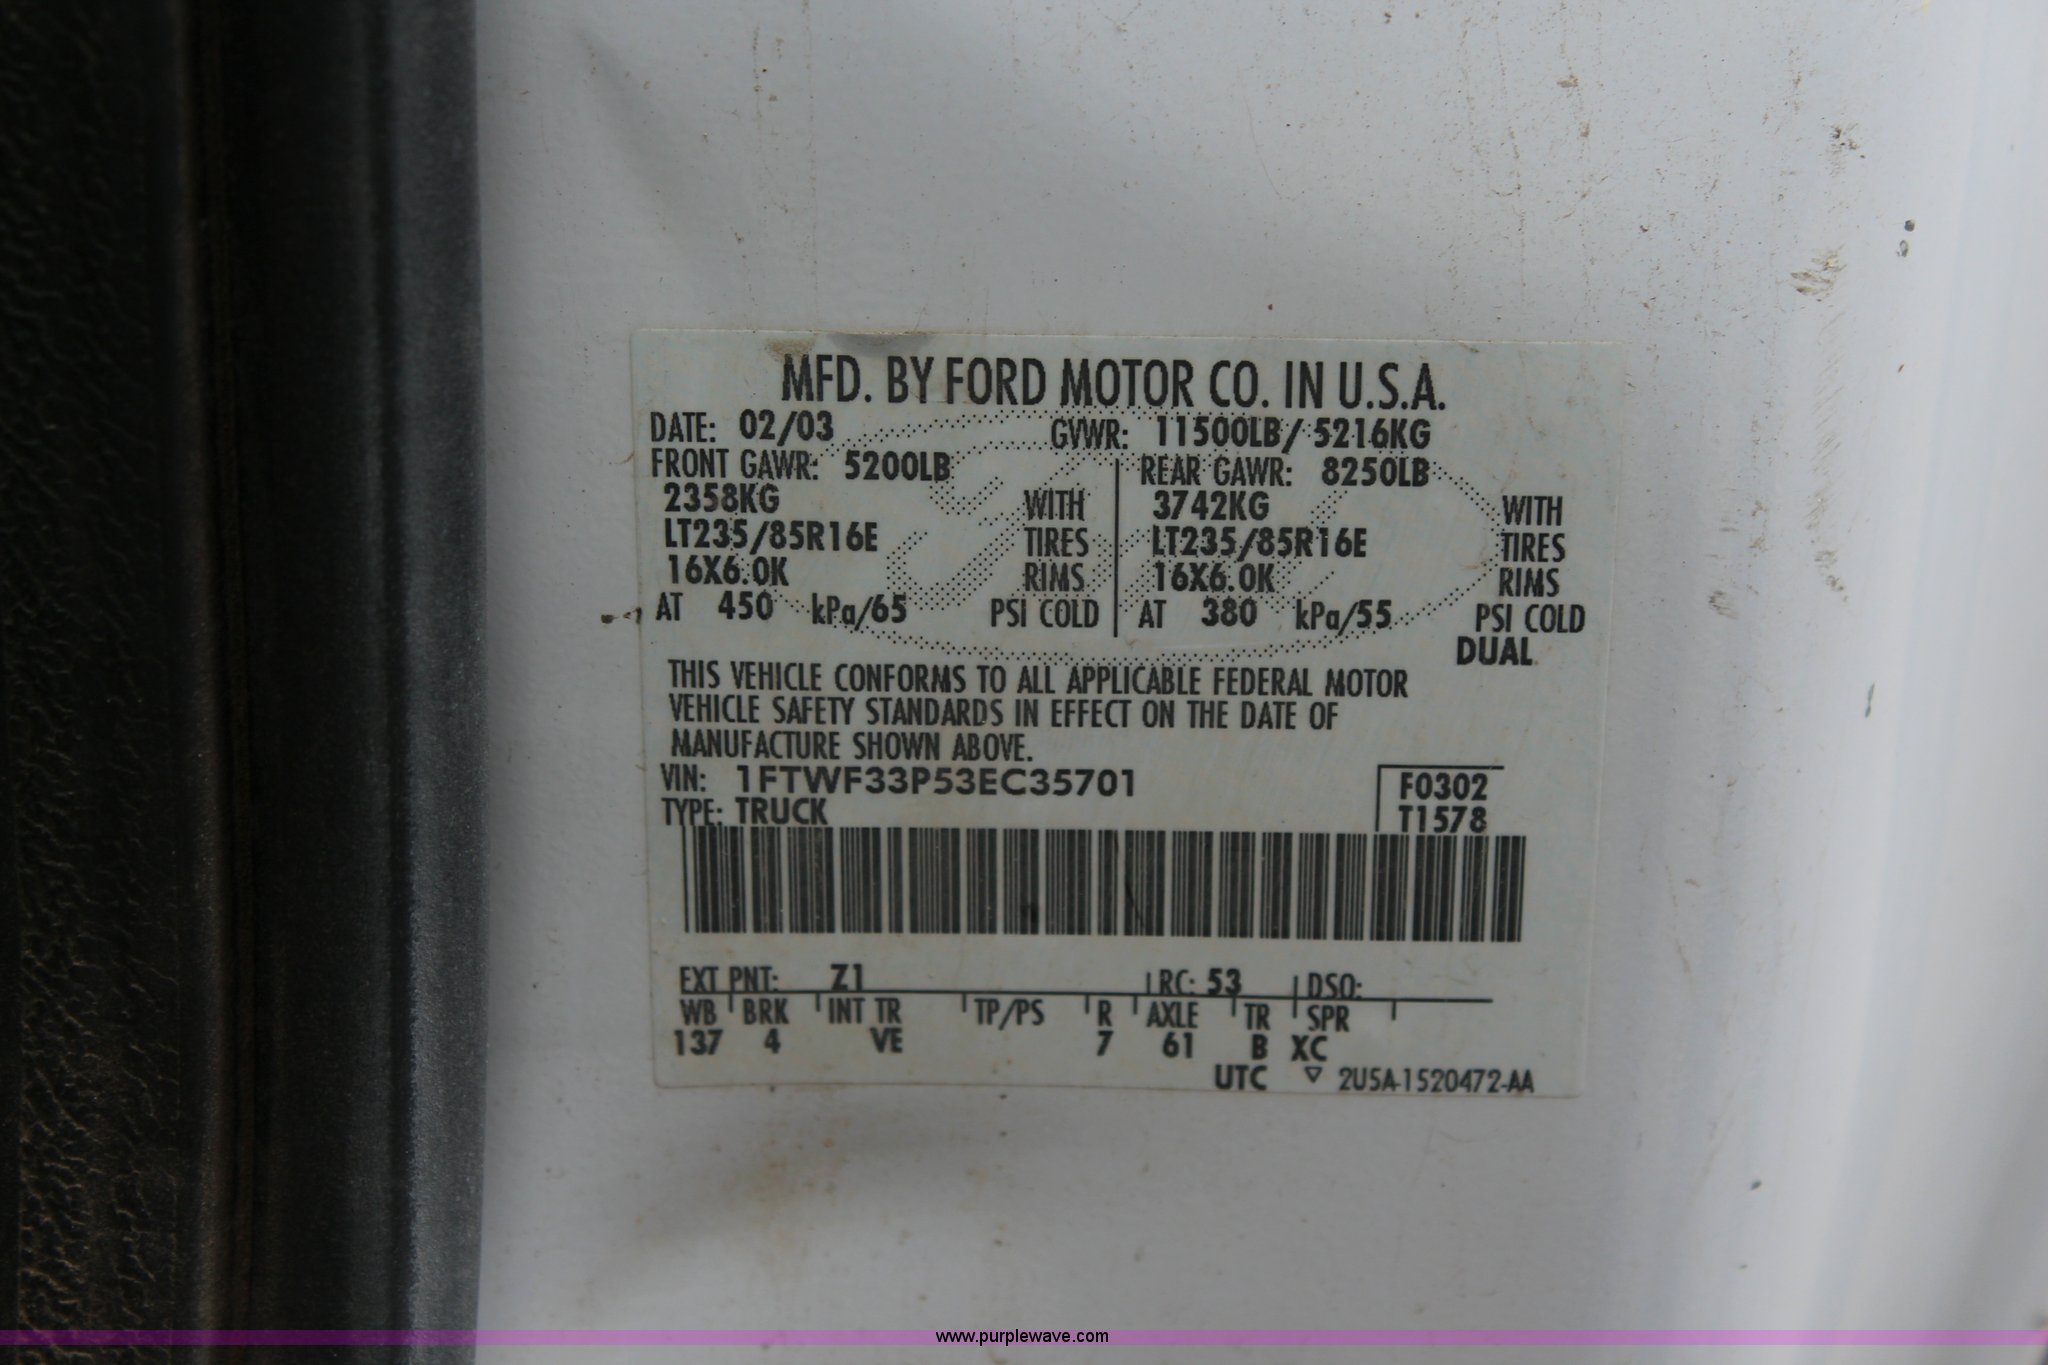 MFD. BY FORD MOTOR CO. IN U.S.A.
DATE: 02/03 GVWR: 11500LB/ 5216KG
FRONT GAWR: 5200LB REAR GAWR: 8250LB
2358KG WITH 3742KG WITH
LT235/85R16E TIRES LT235/85R16E TIRES
16X6.0K RIMS 16X6.0K RIMS
AT 450 kPa/65 PSI COLD AT 380 kPa/55 PSI COLD
DUAL
THIS VEHICLE CONFORMS TO ALL APPLICABLE FEDERAL MOTOR
VEHICLE SAFETY STANDARDS IN EFFECT ON THE DATE OF
MANUFACTURE SHOWN ABOVE.
VIN: 1FTWF33P53EC35701 F0302
TYPE: TRUCK T1578
EXT PNT: Z1 RC: 53 DSO:
WB BRK INT TR TP/PS R AXLE TR SPR
137 4 VE 7 61 B XC
UTC ▽ 2U5A-1520472-AA
www.purplewave.com